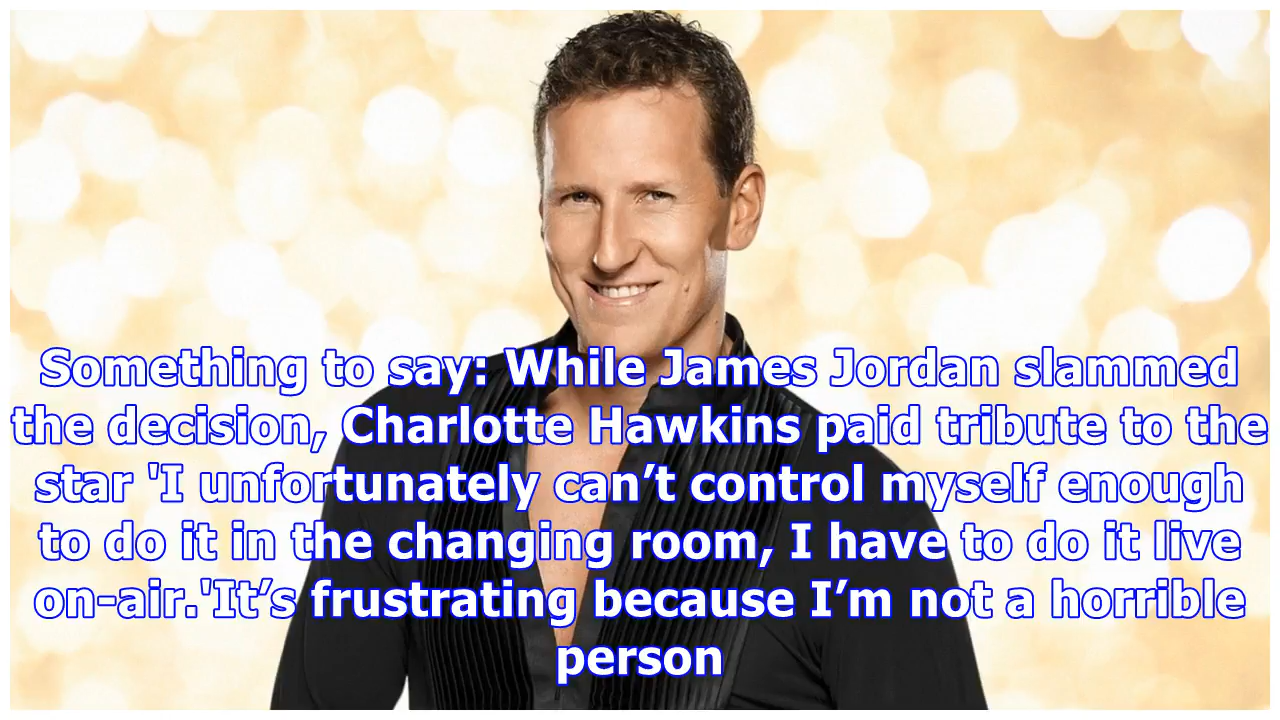 Something to say: While James Jordan slammed
the decision, Charlotte Hawkins paid tribute to the
star 'I unfortunately can’t control myself enough
to do it in the changing room, I have to do it live
on-air.'It’s frustrating because I’m not a horrible
person